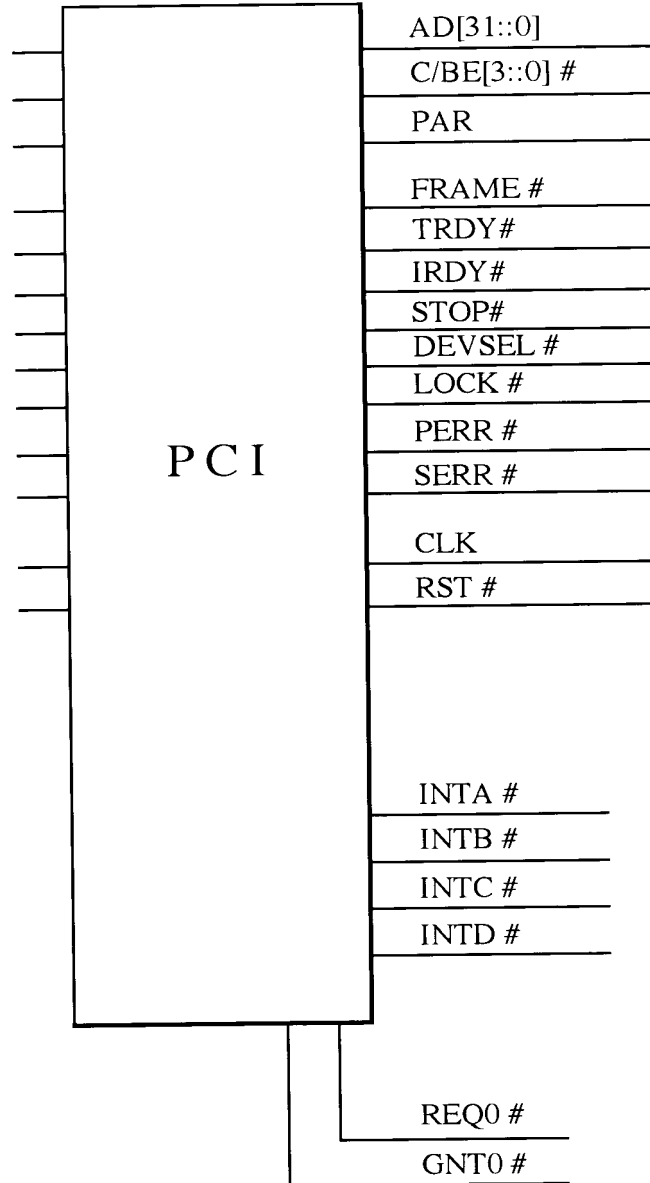 AD[31::0]
C/BE[3::0] #
PAR
FRAME #
TRDY#
IRDY#
STOP#
DEVSEL #
LOCK #
PERR #
PCI
SERR #
CLK
RST #
INTA #
INTB #
INTC #
INTD #
REQ0 #
GNT0 #